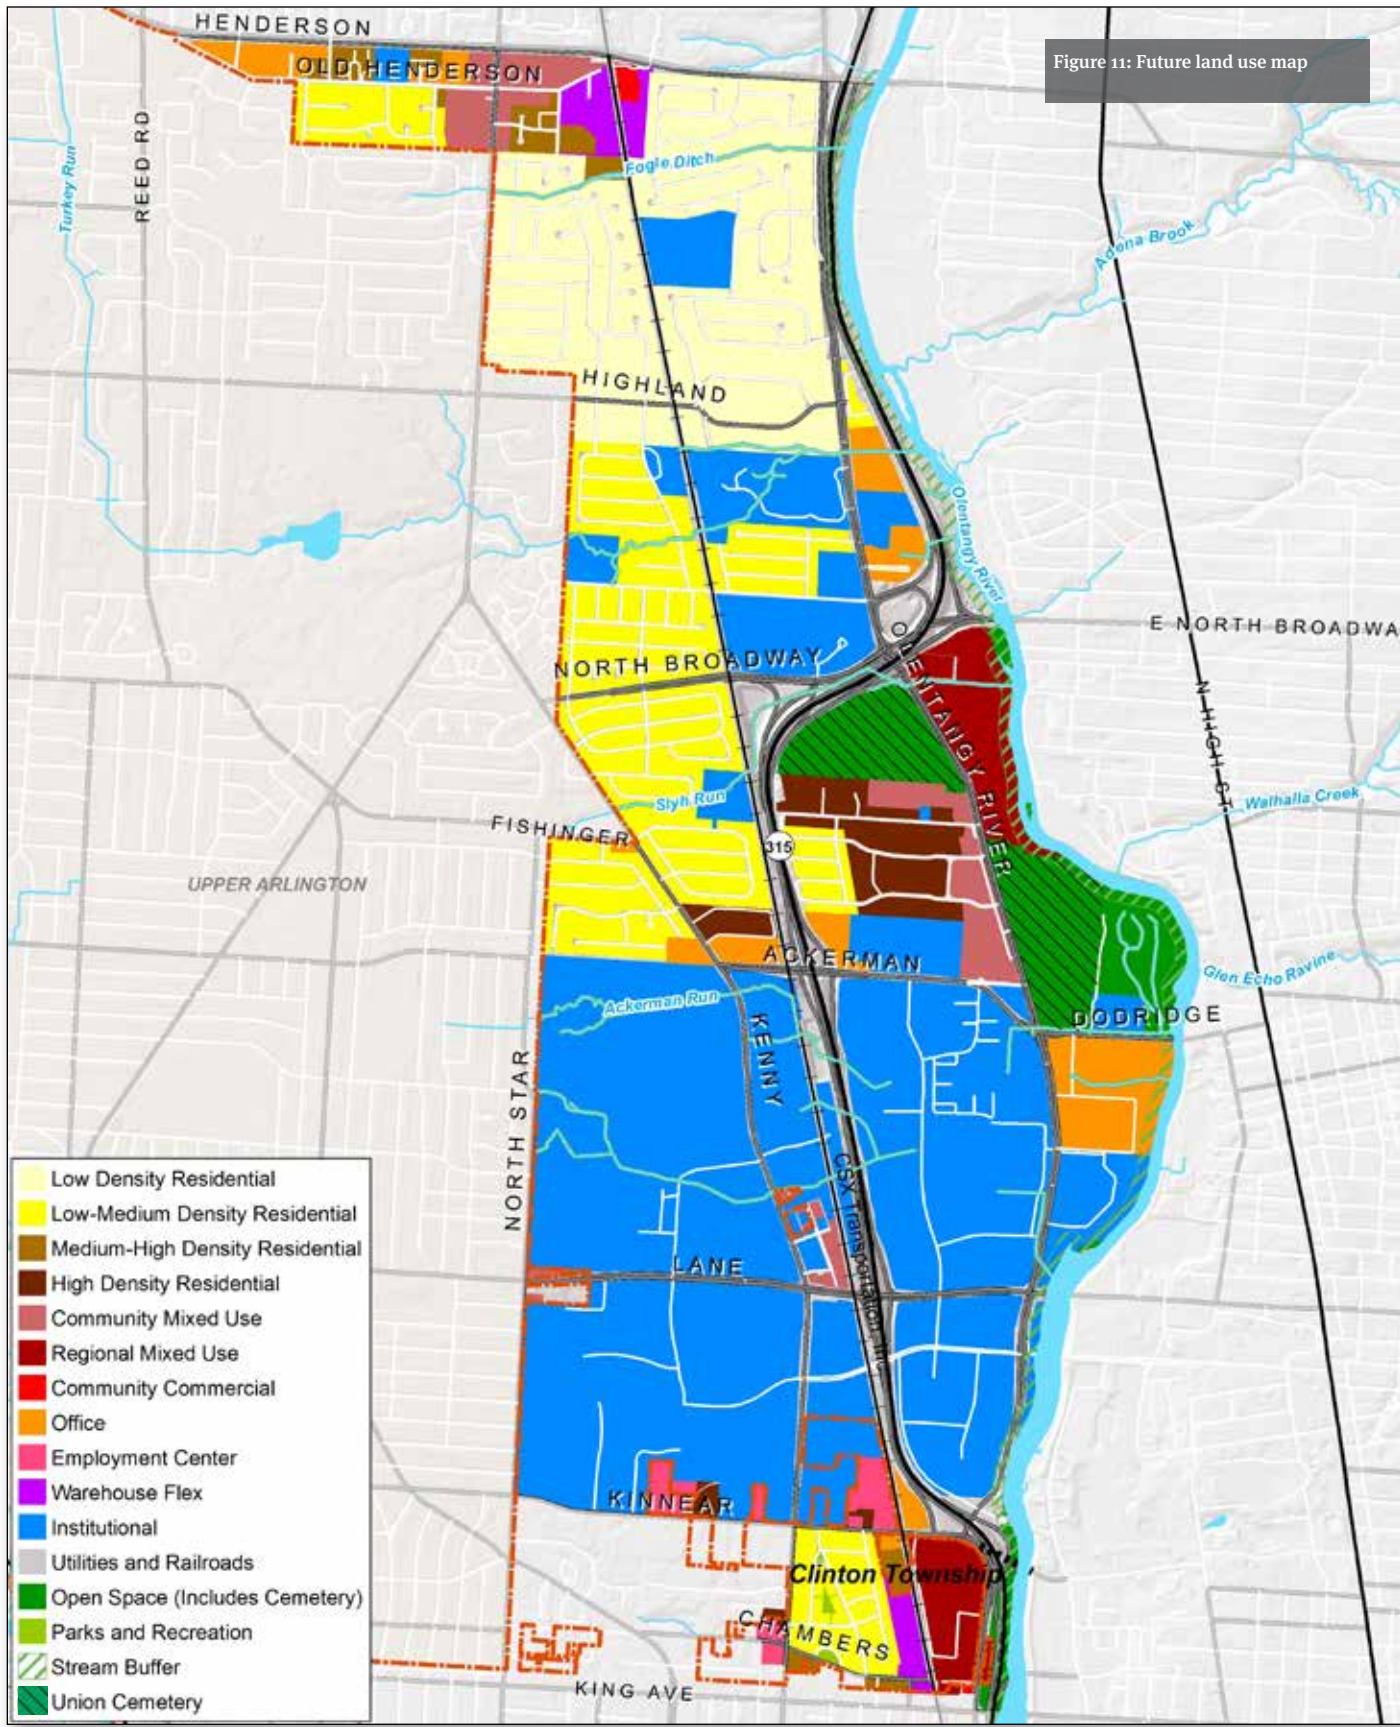 HENDERSON
Figure 11: Future land use map
OLD HENDERSON
REED RD
Turkey Run
Fogle Ditch
Adena Brook
HIGHLAND
Olentangy River
E NORTH BROADWA
NORTH BROADWAY
OLENTANGY RIVER
N HIGH ST
Slyh Run
Walhalla Creek
FISHINGER
315
UPPER ARLINGTON
ACKERMAN
Glen Echo Ravine
Ackerman Run
DODRIDGE
KENNY
NORTH STAR
CSX Transportation Inc
LANE
KINNEAR
Clinton Township
CHAMBERS
KING AVE
Low Density Residential
Low-Medium Density Residential
Medium-High Density Residential
High Density Residential
Community Mixed Use
Regional Mixed Use
Community Commercial
Office
Employment Center
Warehouse Flex
Institutional
Utilities and Railroads
Open Space (Includes Cemetery)
Parks and Recreation
Stream Buffer
Union Cemetery